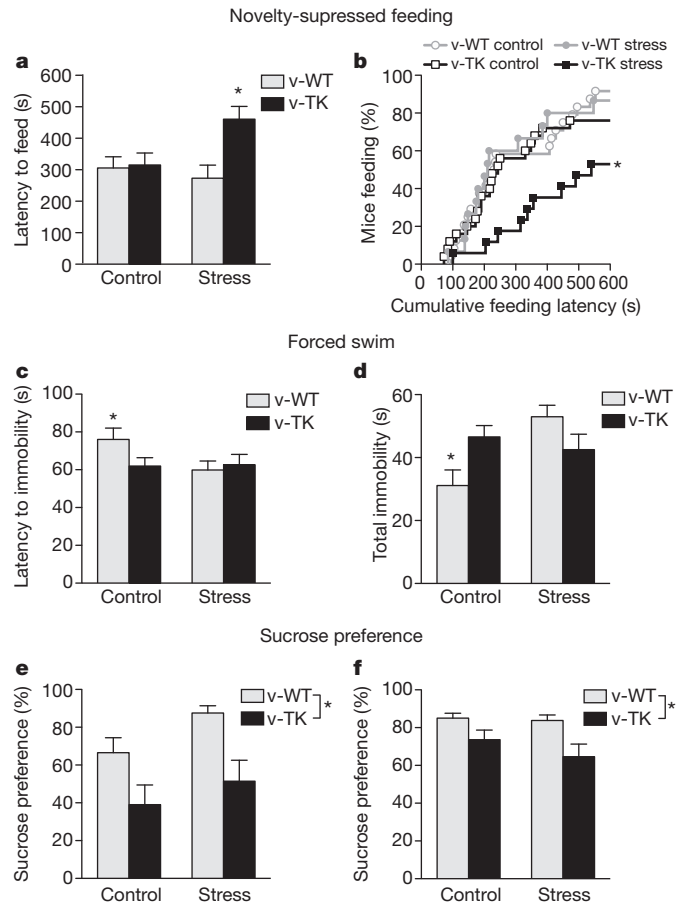 Novelty-supressed feeding
a
Latency to feed (s)
600
500
400
300
200
100
0
*
v-WT
v-TK
Control
Stress
b
v-WT control
v-WT stress
v-TK control
v-TK stress
Mice feeding (%)
100
80
60
40
20
0
*
0 100 200 300 400 500 600
Cumulative feeding latency (s)
Forced swim
c
Latency to immobility (s)
100
80
60
40
20
0
*
v-WT
v-TK
Control
Stress
d
Total immobility (s)
60
40
20
0
*
v-WT
v-TK
Control
Stress
Sucrose preference
e
Sucrose preference (%)
100
80
60
40
20
0
v-WT
v-TK
*
Control
Stress
f
Sucrose preference (%)
100
80
60
40
20
0
v-WT
v-TK
*
Control
Stress